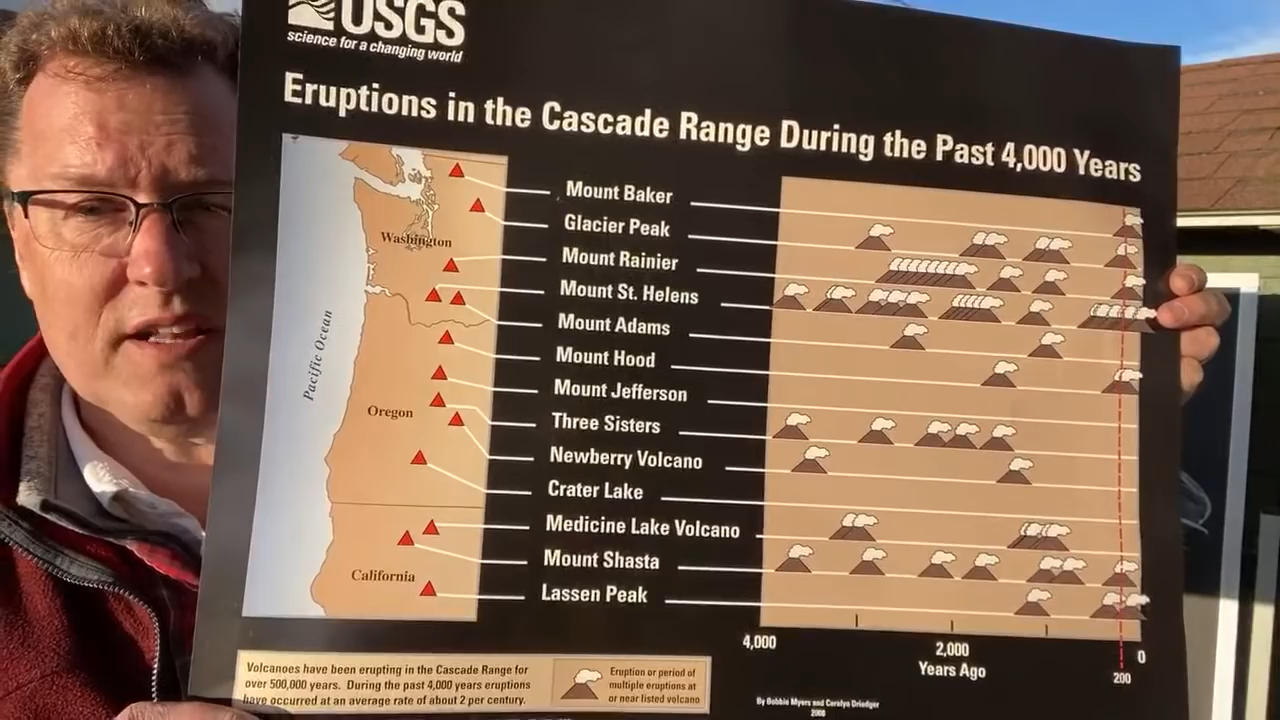 USGS
science for a changing world
Eruptions in the Cascade Range During the Past 4,000 Years
Mount Baker
Glacier Peak
Washington
Mount Rainier
Mount St. Helens
Mount Adams
Mount Hood
Pacific Ocean
Mount Jefferson
Oregon
Three Sisters
Newberry Volcano
Crater Lake
Medicine Lake Volcano
Mount Shasta
California
Lassen Peak
4,000
2,000
0
Years Ago
200
Volcanoes have been erupting in the Cascade Range for
over 500,000 years. During the past 4,000 years eruptions
have occurred at an average rate of about 2 per century.
Eruption or period of
multiple eruptions at
or near listed volcano
By Bobbie Myers and Carolyn Driedger
2008